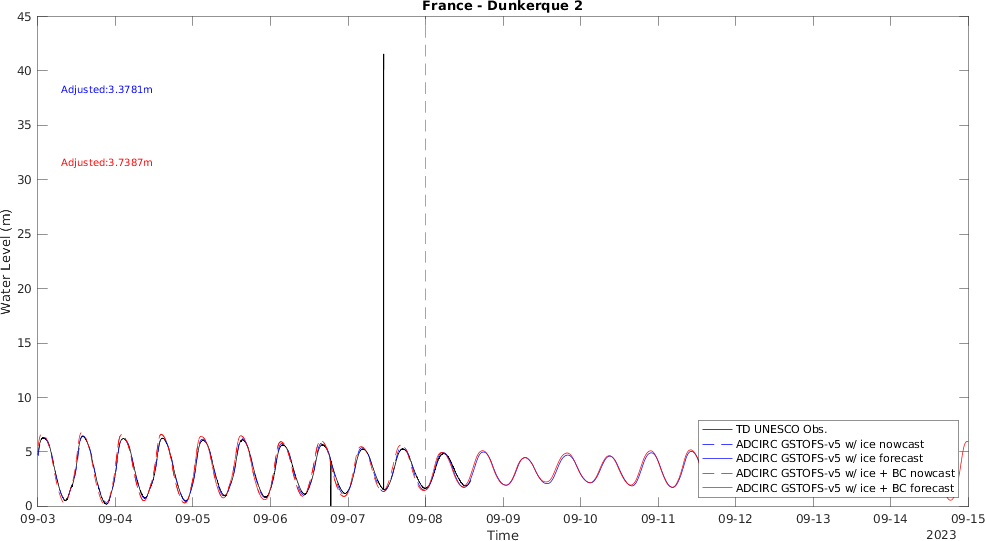 France - Dunkerque 2
45
40
35
30
25
20
15
10
5
0
Water Level (m)
Adjusted:3.3781m
Adjusted:3.7387m
TD UNESCO Obs.
ADCIRC GSTOFS-v5 w/ ice nowcast
ADCIRC GSTOFS-v5 w/ ice forecast
ADCIRC GSTOFS-v5 w/ ice + BC nowcast
ADCIRC GSTOFS-v5 w/ ice + BC forecast
09-03 09-04 09-05 09-06 09-07 09-08 09-09 09-10 09-11 09-12 09-13 09-14 09-15
Time
2023